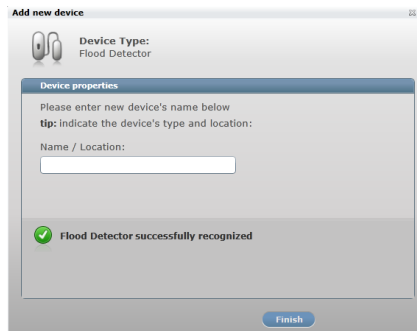 Add new device
Device Type:
Flood Detector
Device properties
Please enter new device's name below
tip: indicate the device's type and location:
Name / Location:
Flood Detector successfully recognized
Finish